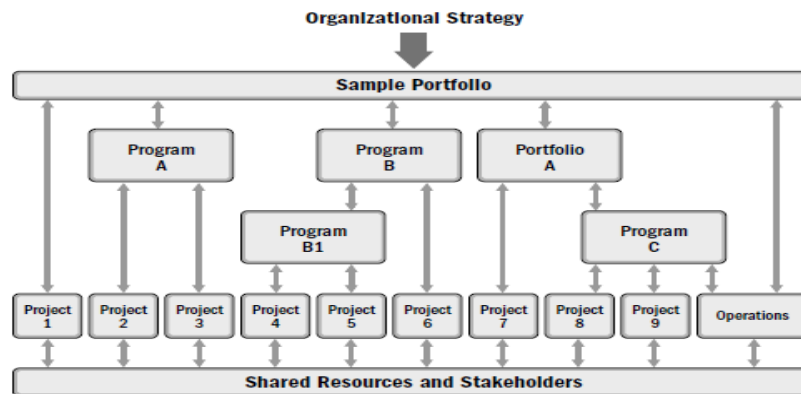 Organizational Strategy
Sample Portfolio
Program
A
Program
B
Portfolio
A
Program
B1
Program
C
Project
1
Project
2
Project
3
Project
4
Project
5
Project
6
Project
7
Project
8
Project
9
Operations
Shared Resources and Stakeholders